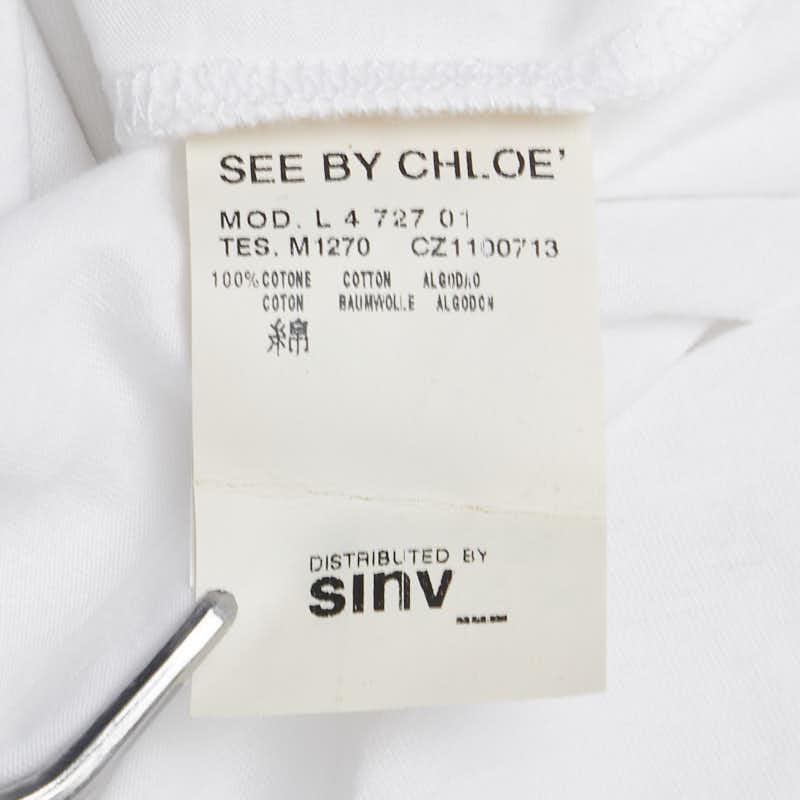 SEE BY CHLOE'
MOD. L 4 727 01
TES. M1270 CZ1100713
100% COTONE COTTON ALGODAO
COTON BAUMWOLLE ALGODON
綿
DISTRIBUTED BY
sinv